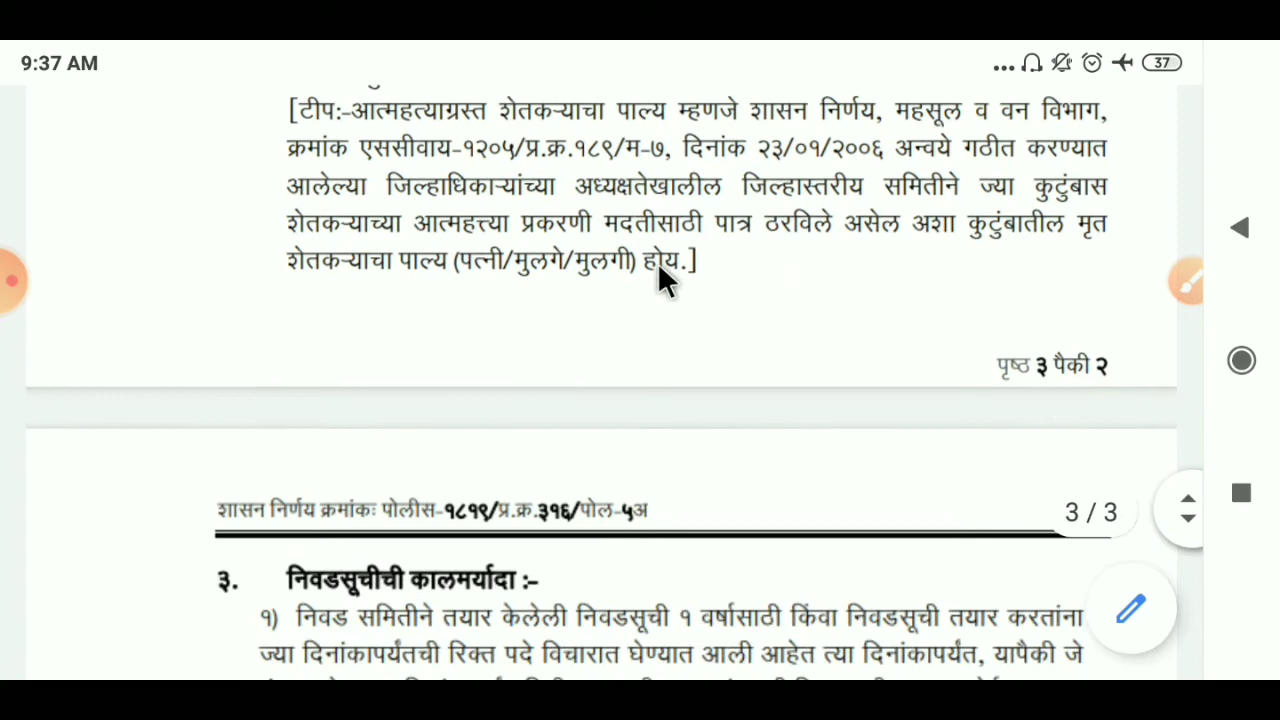 9:37 AM
37
[टीपः-आत्महत्याग्रस्त शेतकऱ्याचा पाल्य म्हणजे शासन निर्णय, महसूल व वन विभाग,
क्रमांक एससीवाय-१२०५/प्र.क्र.१८९/म-७, दिनांक २३/०१/२००६ अन्वये गठीत करण्यात
आलेल्या जिल्हाधिकाऱ्यांच्या अध्यक्षतेखालील जिल्हास्तरीय समितीने ज्या कुटुंबास
शेतकऱ्याच्या आत्महत्त्या प्रकरणी मदतीसाठी पात्र ठरविले असेल अशा कुटुंबातील मृत
शेतकऱ्याचा पाल्य (पत्नी/मुलगे/मुलगी) होय.]
पृष्ठ ३ पैकी २
शासन निर्णय क्रमांकः पोलीस-१८१९/प्र.क्र.३१६/पोल-५अ
3 / 3
३. निवडसूचीची कालमर्यादा :-
१) निवड समितीने तयार केलेली निवडसूची १ वर्षासाठी किंवा निवडसूची तयार करतांना
ज्या दिनांकापर्यंतची रिक्त पदे विचारात घेण्यात आली आहेत त्या दिनांकापर्यंत, यापैकी जे